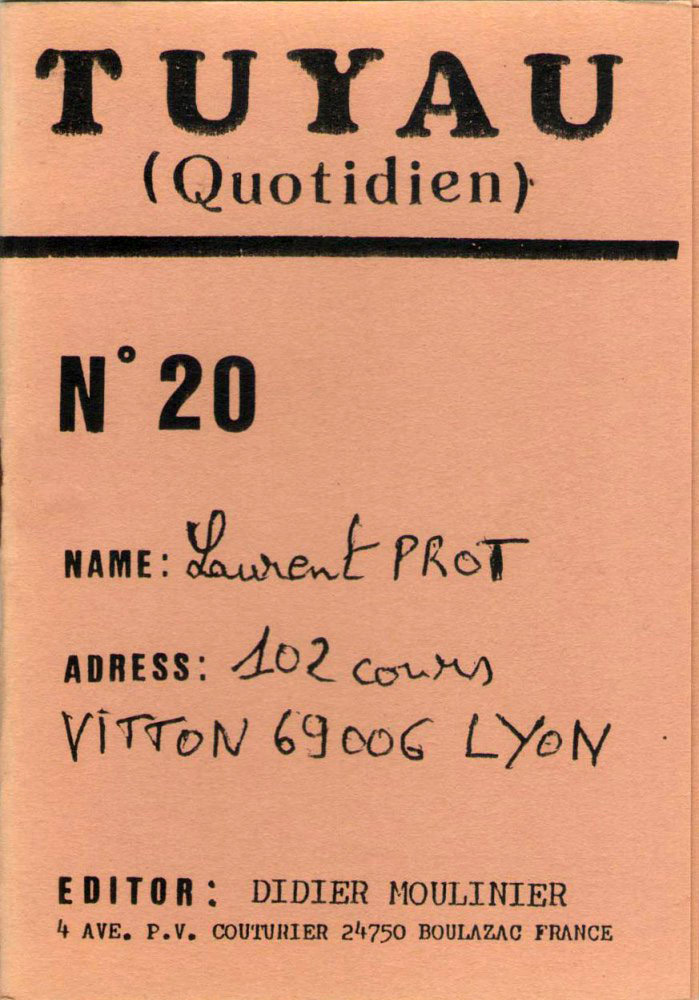 TUYAU
(Quotidien)
N° 20
NAME: Laurent PROT
ADRESS: 102 cours
VITTON 69006 LYON
EDITOR: DIDIER MOULINIER
4 AVE. P.V. COUTURIER 24750 BOULAZAC FRANCE